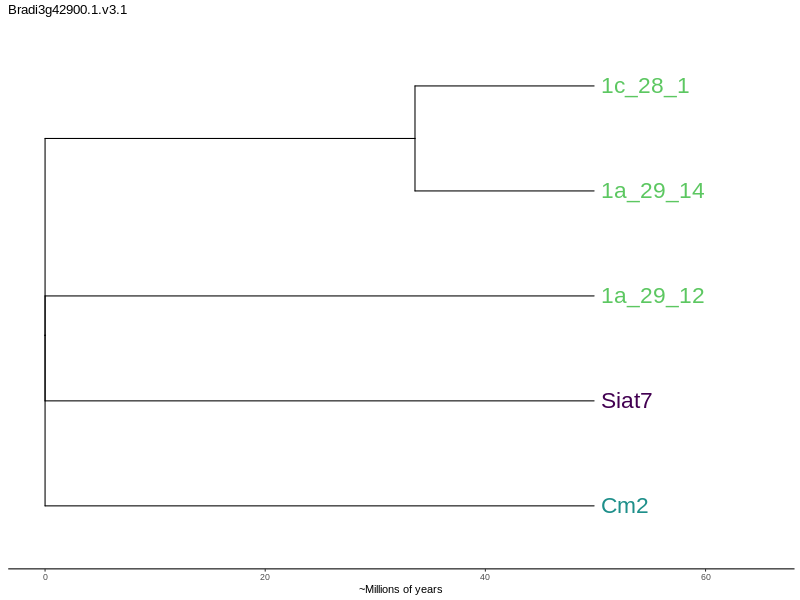 Bradi3g42900.1.v3.1
1c_28_1
1a_29_14
1a_29_12
Siat7
Cm2
0 20 40 60
~Millions of years